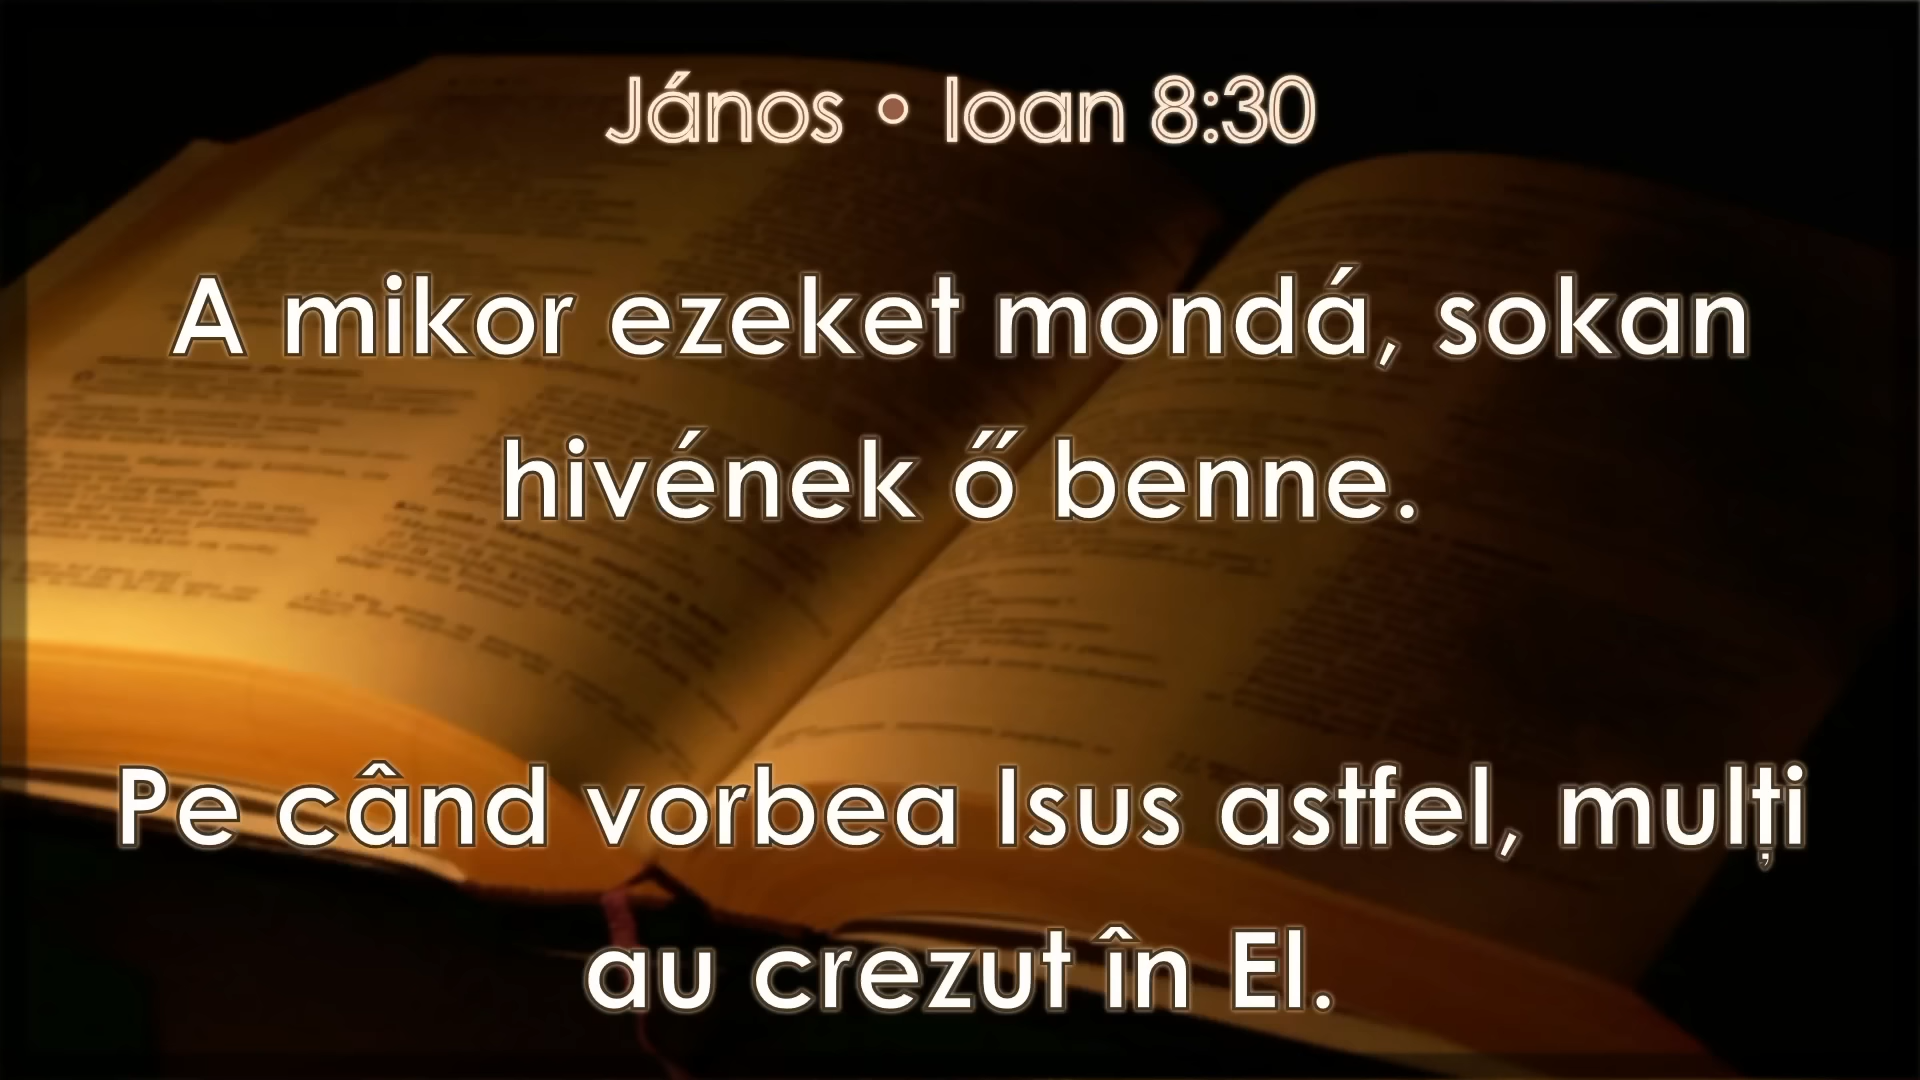 János • Ioan 8:30
A mikor ezeket mondá, sokan
hivének ő benne.
Pe când vorbea Isus astfel, mulți
au crezut în El.